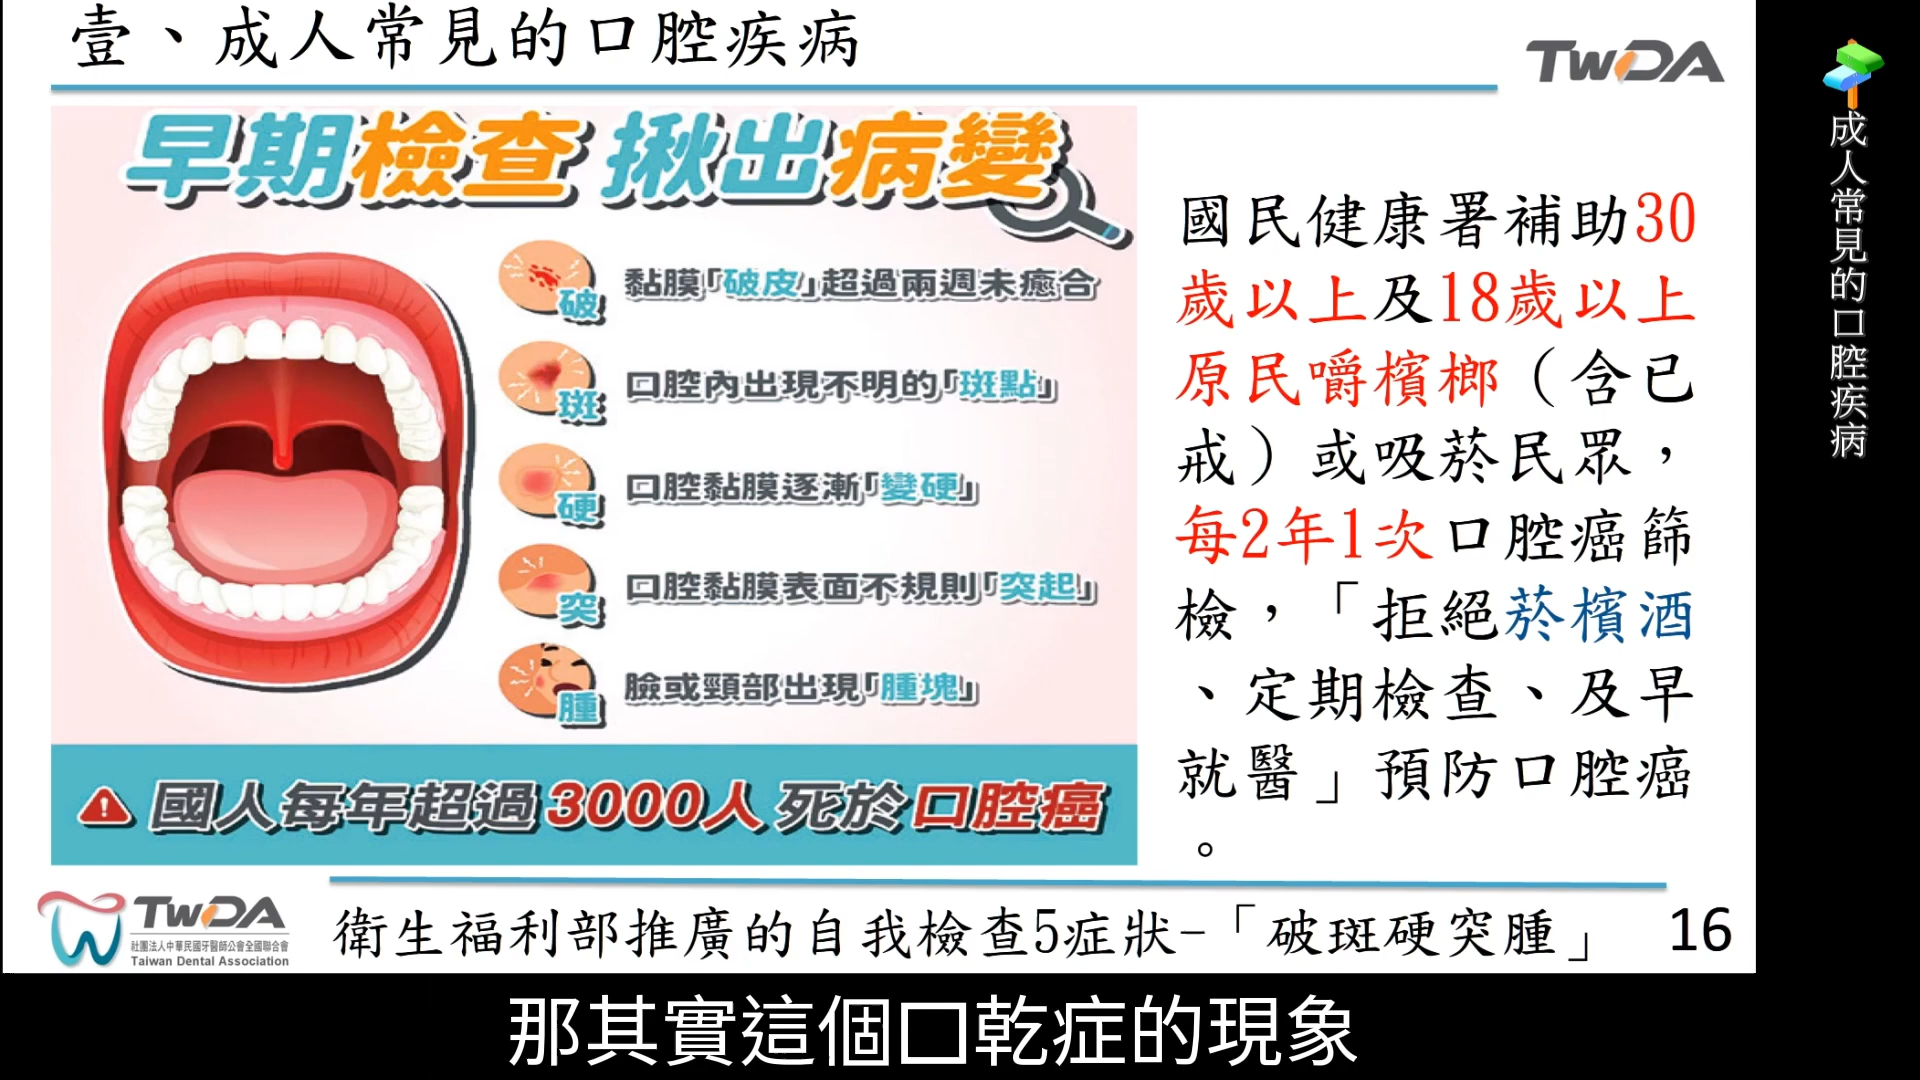 壹、成人常見的口腔疾病
TWDA
早期檢查 揪出病變
破 黏膜「破皮」超過兩週未癒合
斑 口腔內出現不明的「斑點」
硬 口腔黏膜逐漸「變硬」
突 口腔黏膜表面不規則「突起」
腫 臉或頸部出現「腫塊」
國人每年超過3000人死於口腔癌
國民健康署補助30
歲以上及18歲以上
原民嚼檳榔（含已
戒）或吸菸民眾，
每2年1次口腔癌篩
檢，「拒絕菸檳酒
、定期檢查、及早
就醫」預防口腔癌
。
TWDA
社團法人中華民國牙醫師公會全國聯合會
Taiwan Dental Association
衛生福利部推廣的自我檢查5症狀-「破斑硬突腫」
16
成人常見的口腔疾病
那其實這個口乾症的現象